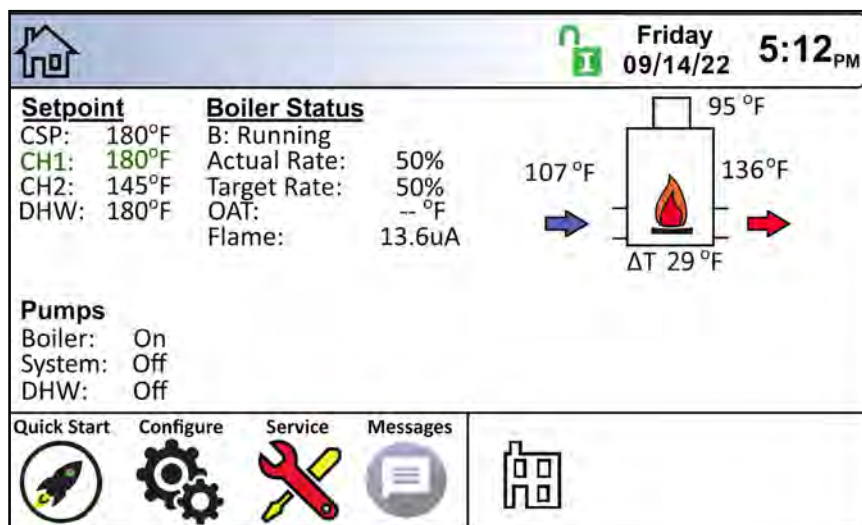 Friday
09/14/22
5:12 PM
I
Setpoint
CSP: 180°F
CH1: 180°F
CH2: 145°F
DHW: 180°F
Boiler Status
B: Running
Actual Rate: 50%
Target Rate: 50%
OAT: -- °F
Flame: 13.6uA
95 °F
107 °F
136°F
ΔT 29 °F
Pumps
Boiler: On
System: Off
DHW: Off
Quick Start Configure Service Messages